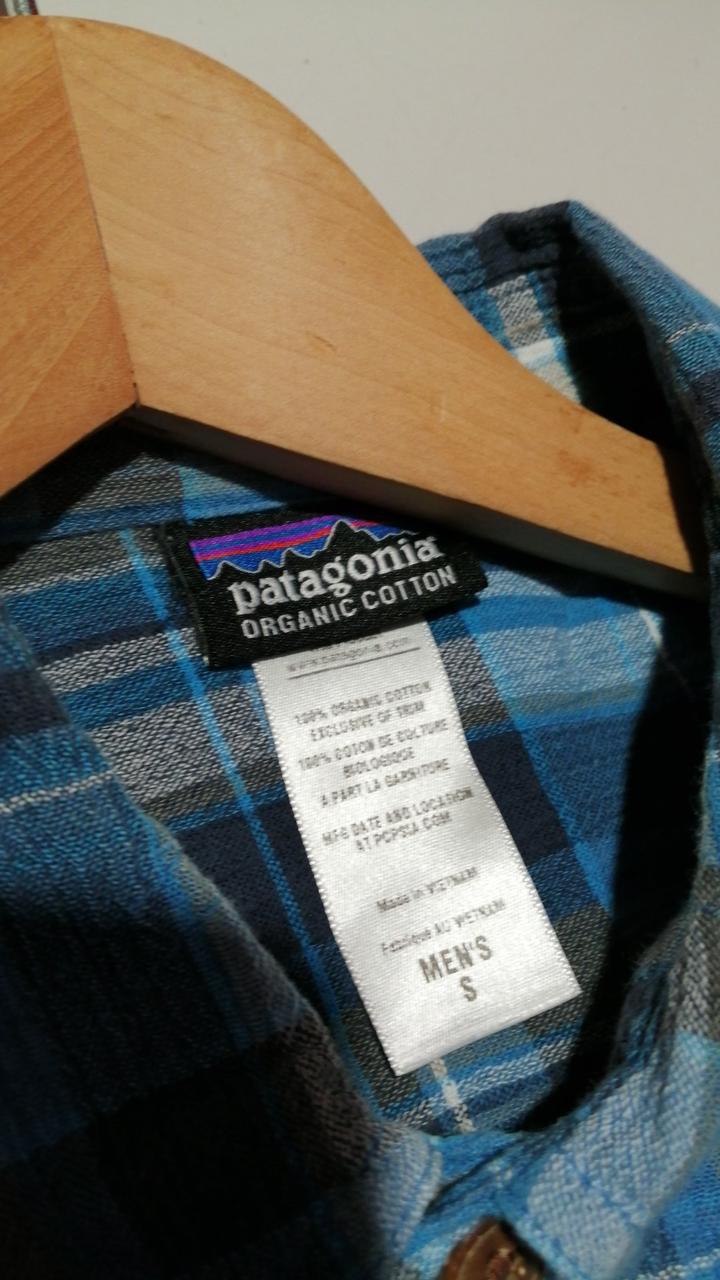 patagonia
ORGANIC COTTON
www.patagonia.com
100% ORGANIC COTTON
EXCLUSIVE OF TRIM
100% COTON DE CULTURE
BIOLOGIQUE
A PART LA GARNITURE
MFG DATE AND LOCATION
AT PCPSIA.COM
Made in VIETNAM
Fabriqué AU VIETNAM
MEN'S
S